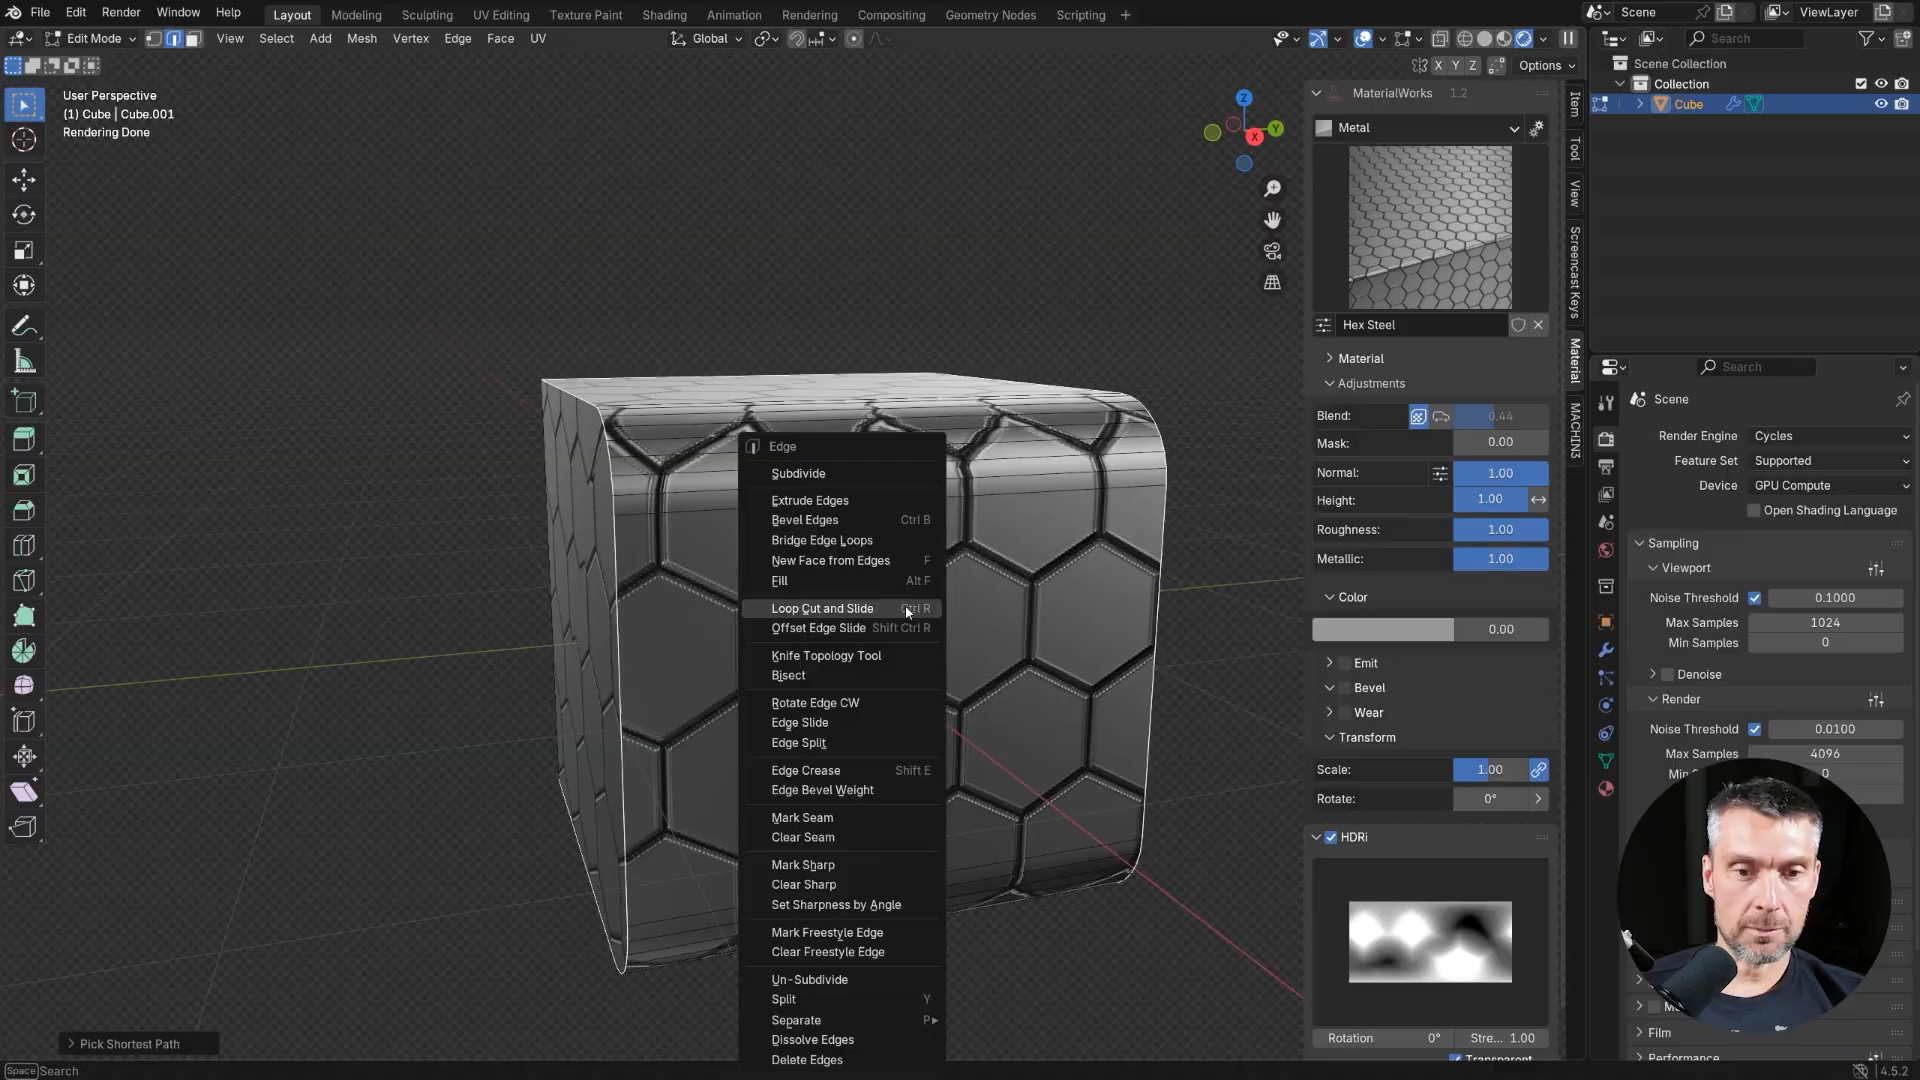 File Edit Render Window Help Layout Modeling Sculpting UV Editing Texture Paint Shading Animation Rendering Compositing Geometry Nodes Scripting + Scene ViewLayer
Edit Mode View Select Add Mesh Vertex Edge Face UV Global Search
X Y Z Options
User Perspective
(1) Cube | Cube.001
Rendering Done
Z
Y
X
Edge
Subdivide
Extrude Edges
Bevel Edges Ctrl B
Bridge Edge Loops
New Face from Edges F
Fill Alt F
Loop Cut and Slide Ctrl R
Offset Edge Slide Shift Ctrl R
Knife Topology Tool
Bisect
Rotate Edge CW
Edge Slide
Edge Split
Edge Crease Shift E
Edge Bevel Weight
Mark Seam
Clear Seam
Mark Sharp
Clear Sharp
Set Sharpness by Angle
Mark Freestyle Edge
Clear Freestyle Edge
Un-Subdivide
Split Y
Separate P
Dissolve Edges
Delete Edges
Pick Shortest Path
Space Search
MaterialWorks 1.2
Metal
Hex Steel
Material
Adjustments
Blend: 0.44
Mask: 0.00
Normal: 1.00
Height: 1.00
Roughness: 1.00
Metallic: 1.00
Color
0.00
Emit
Bevel
Wear
Transform
Scale: 1.00
Rotate: 0°
HDRi
Rotation 0° Stre... 1.00
Transparent
Item
Tool
View
Screencast Keys
Material
MACHIN3
Scene Collection
Collection
Cube
Search
Scene
Render Engine Cycles
Feature Set Supported
Device GPU Compute
Open Shading Language
Sampling
Viewport
Noise Threshold 0.1000
Max Samples 1024
Min Samples 0
Denoise
Render
Noise Threshold 0.0100
Max Samples 4096
0
Film
Performance
4.5.2